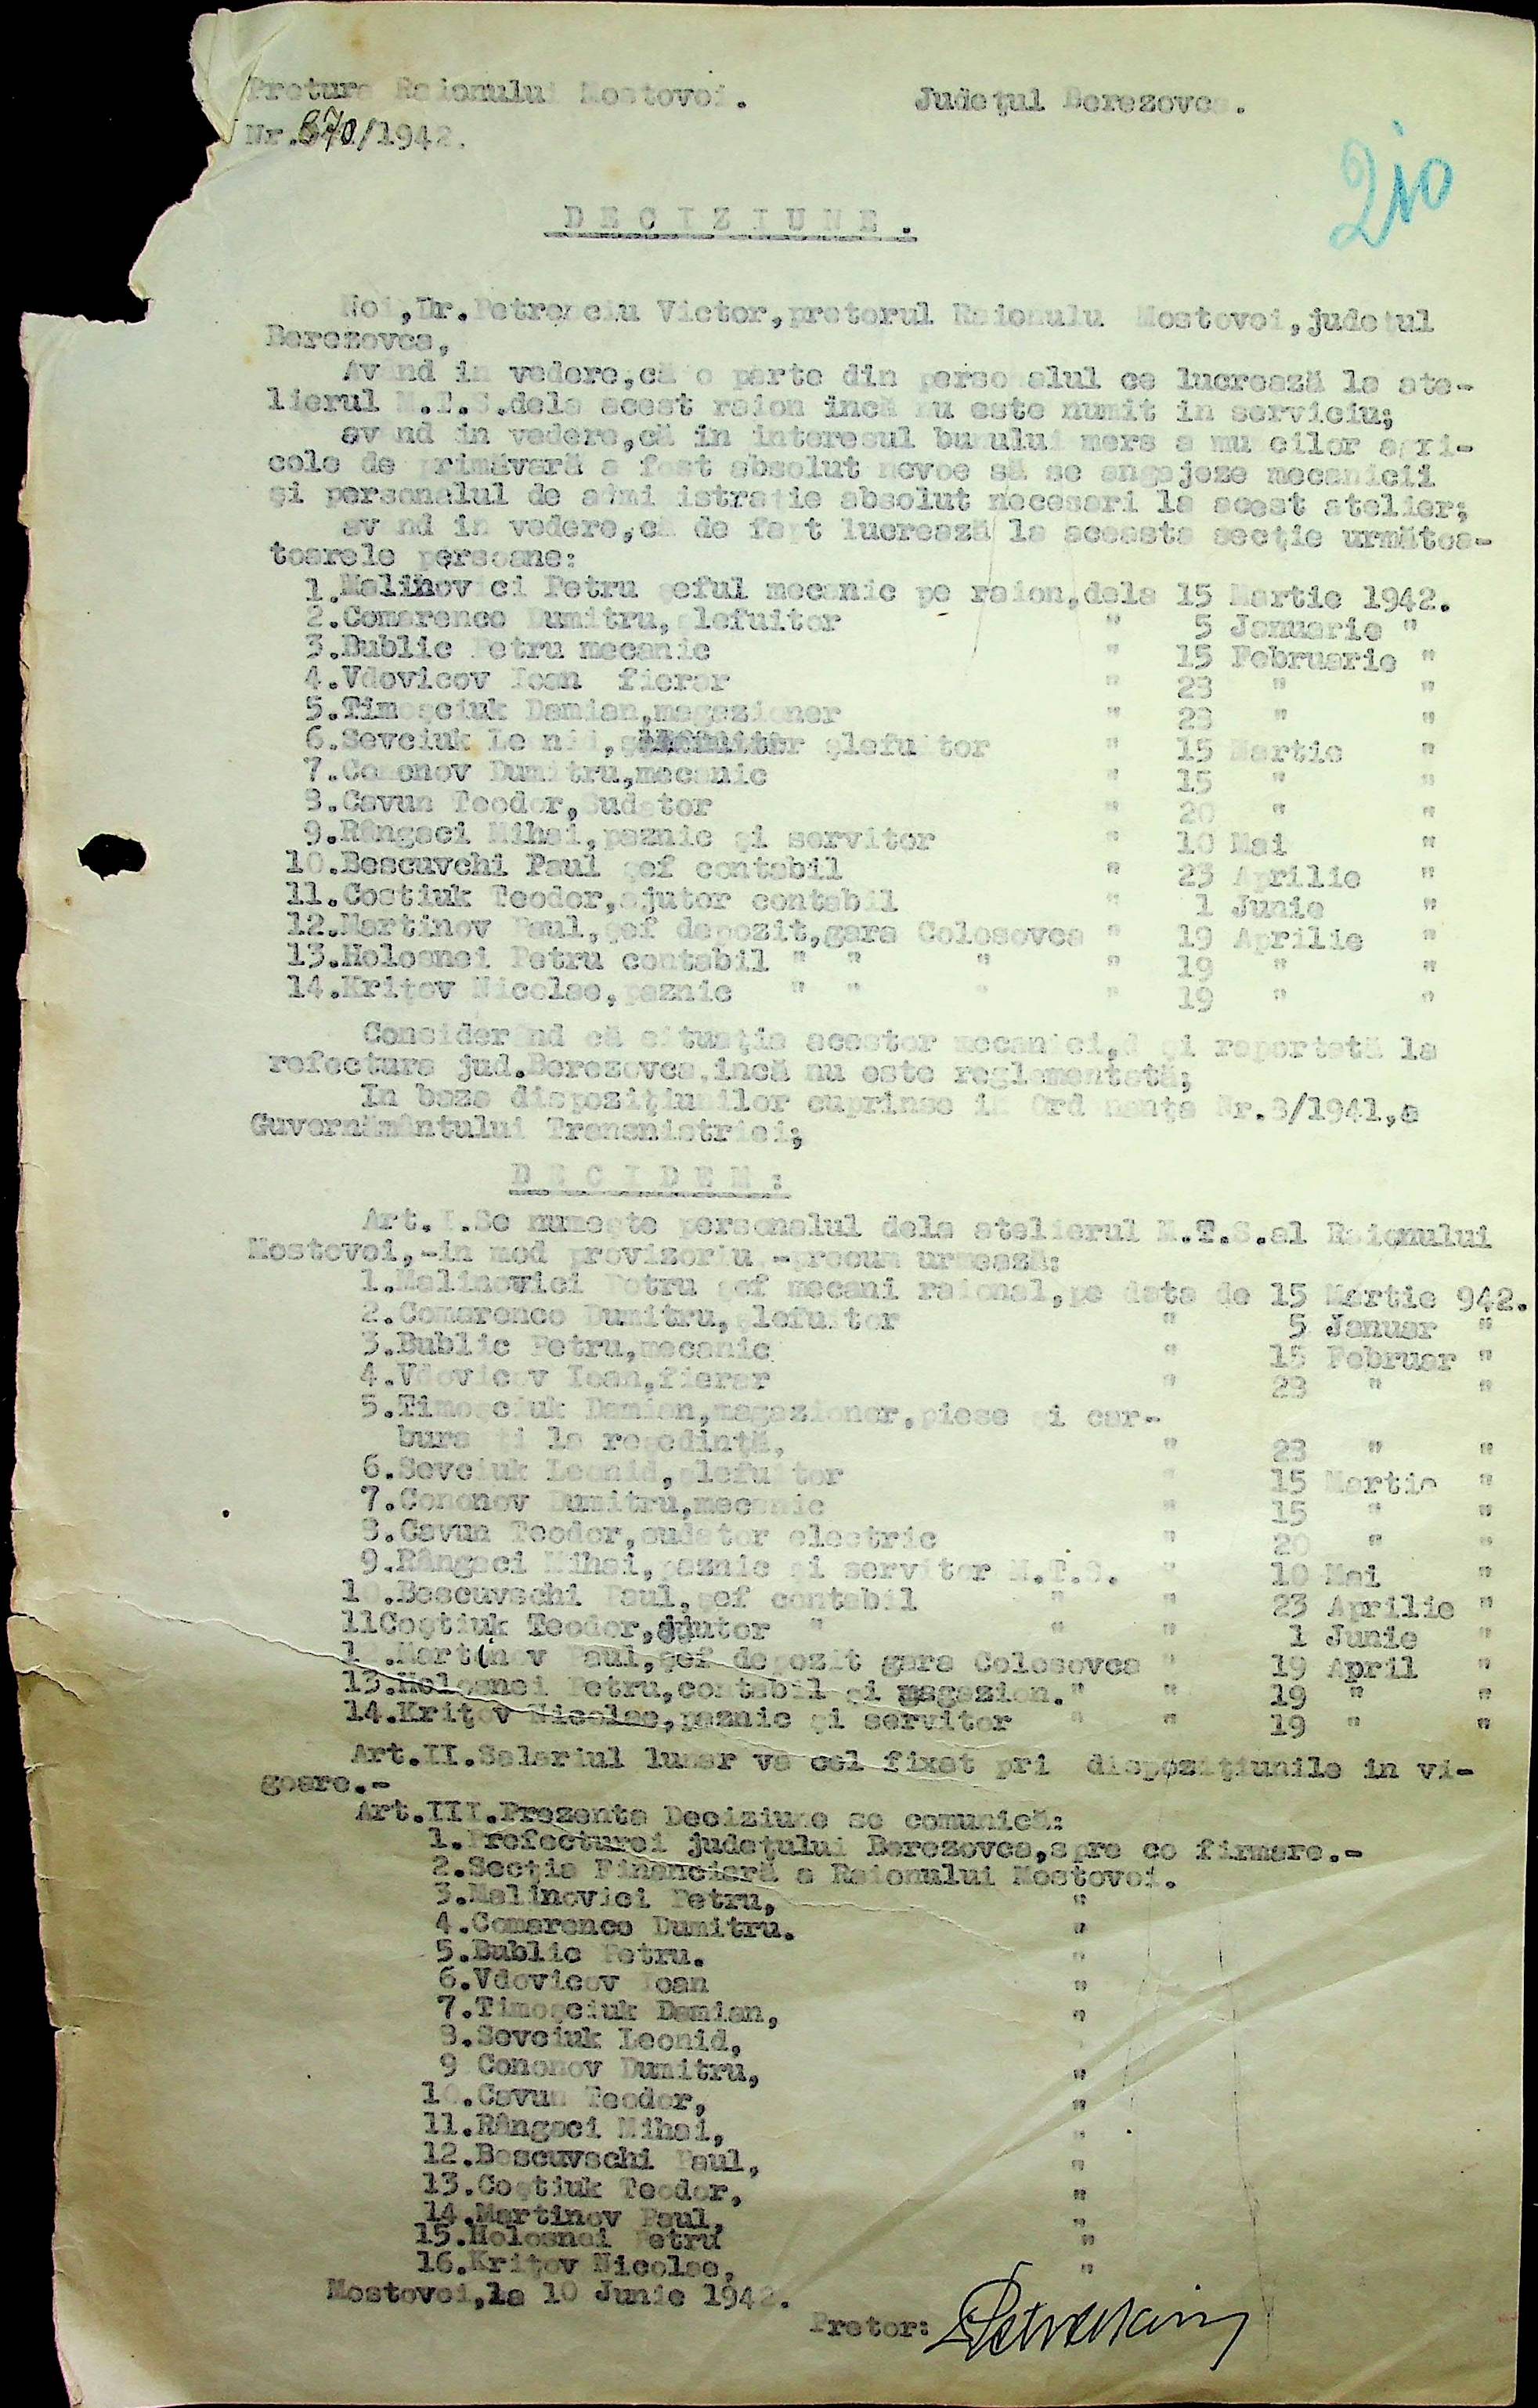 Pretura Raionului Mostovoi. Judeţul Berezovca.
Nr.870/1942.
210
D E C I Z I U N E .
Noi,Dr.Petrenciu Victor,pretorul Raionulu Mostovoi,judeţul
Berezovca,
Avand in vedere,că o parte din personalul ce lucrează la ate-
lierul M.T.S.dela acest raion încă nu este numit in serviciu;
avand in vedere,că in interesul bunului mers a muncilor agri-
cole de primăvară a fost absolut nevoe să se angajeze mecanicii
şi personalul de administraţie absolut necesari la acest atelier;
avand in vedere,că de fapt lucrează la aceasta secţie următoa-
toarele persoane:
1.Malinovici Petru şeful mecanic pe raion,dela 15 Martie 1942.
2.Comarenco Dumitru,şlefuitor " 5 Januarie "
3.Bublic Petru mecanic " 15 Februarie "
4.Vdovicov Ioan fierar " 23 " "
5.Timoşciuk Damian,magazioner " 23 " "
6.Sevciuk Leonid, şlefuitor " 15 Martie "
7.Cononov Dumitru,mecanic " 15 " "
8.Cavun Teodor,Sudator " 20 " "
9.Rângaci Mihai,paznic şi servitor " 10 Mai "
10.Bescuvchi Paul şef contabil " 23 Aprilie "
11.Costiuk Teodor,ajutor contabil " 1 Junie "
12.Martinov Paul,şef depozit,gara Colosovca " 19 Aprilie "
13.Holosnei Petru contabil " " " " 19 " "
14.Kriţov Nicolae,paznic " " " " 19 " "
Considerand că situaţia acestor mecanici,deşi raportată la
refectura jud.Berezovca,incă nu este reglementată;
In baza dispoziţiunilor cuprinse in Ordonanţa Nr.8/1941,a
Guvernământului Transnistriei;
D E C I D E M :
Art.I.Se numeşte personalul dela atelierul M.T.S.al Raionului
Mostovoi,-in mod provizoriu -precum urmează:
1.Malinovici Petru şef mecani raional,pe data de 15 Martie 942.
2.Comarenco Dumitru,şlefuitor " 5 Januar "
3.Bublic Petru,mecanic " 15 Februar "
4.Vdovicov Ioan,fierar " 23 " "
5.Timoşciuk Damian,magazioner,piese şi car-
buranţi la reşedinţă, " 23 " "
6.Sevciuk Leonid,şlefuitor " 15 Martie "
7.Cononov Dumitru,mecanic " 15 " "
8.Cavun Teodor,sudator electric " 20 " "
9.Rângaci Mihai,paznic şi servitor M.T.S. " 10 Mai "
10.Bescuvschi Paul,şef contabil " " 23 Aprilie "
11Coştiuk Teodor,ajutor " " " 1 Junie "
12.Martinov Paul,şef depozit gara Colosovca " 19 April "
13.Holosnei Petru,contabil şi magazion." " 19 " "
14.Kriţov Nicolae,paznic şi servitor " " 19 " "
Art.II.Salariul lunar va cel fixat prin dispoziţiunile in vi-
goare.-
Art.III.Prezenta Deciziune se comunică:
1.Prefecturei judeţului Berezovca,spre confirmare.-
2.Secţia Financiară a Raionului Mostovoi.
3.Malinovici Petru, "
4.Comarenco Dumitru. "
5.Bublic Petru. "
6.Vdovicov Ioan "
7.Timoşciuk Damian, "
8.Sevciuk Leonid,
9 Cononov Dumitru, "
10.Cavun Teodor, "
11.Rângaci Mihai, "
12.Bescuvschi Paul, "
13.Coştiuk Teodor, "
14.Martinov Paul, "
15.Holosnei Petru "
16.Kriţov Nicolae, "
Mostovoi,la 10 Junie 1942.
Pretor: